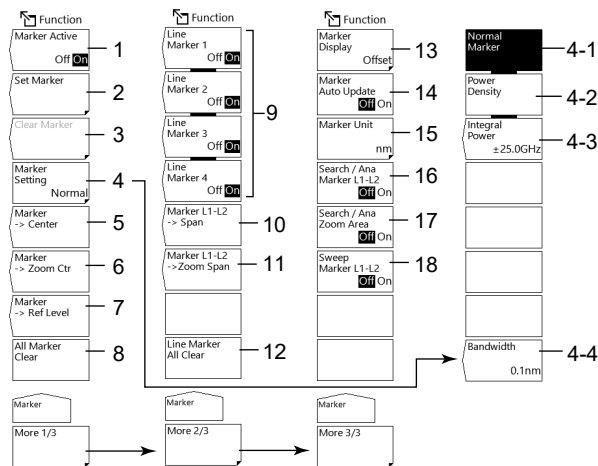 Function
Marker Active
Off On
1
Set Marker
2
Clear Marker
3
Marker
Setting
Normal
4
Marker
-> Center
5
Marker
-> Zoom Ctr
6
Marker
-> Ref Level
7
All Marker
Clear
8
Marker
More 1/3
Function
Line
Marker 1
Off On
Line
Marker 2
Off On
Line
Marker 3
Off On
Line
Marker 4
Off On
9
Marker L1-L2
-> Span
10
Marker L1-L2
->Zoom Span
11
Line Marker
All Clear
12
Marker
More 2/3
Function
Marker
Display
Offset
13
Marker
Auto Update
Off On
14
Marker Unit
nm
15
Search / Ana
Marker L1-L2
Off On
16
Search / Ana
Zoom Area
Off On
17
Sweep
Marker L1-L2
Off On
18
Marker
More 3/3
Normal
Marker
4-1
Power
Density
4-2
Integral
Power
±25.0GHz
4-3
Bandwidth
0.1nm
4-4